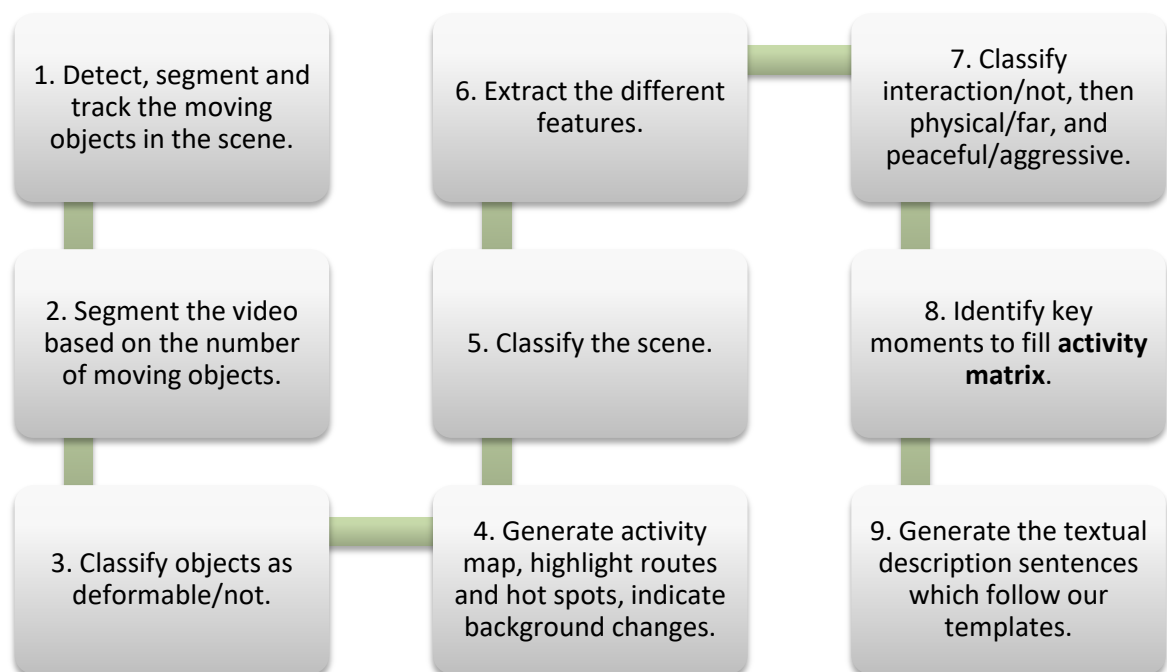 1. Detect, segment and
track the moving
objects in the scene.
2. Segment the video
based on the number
of moving objects.
3. Classify objects as
deformable/not.
4. Generate activity
map, highlight routes
and hot spots, indicate
background changes.
5. Classify the scene.
6. Extract the different
features.
7. Classify
interaction/not, then
physical/far, and
peaceful/aggressive.
8. Identify key
moments to fill activity
matrix.
9. Generate the textual
description sentences
which follow our
templates.